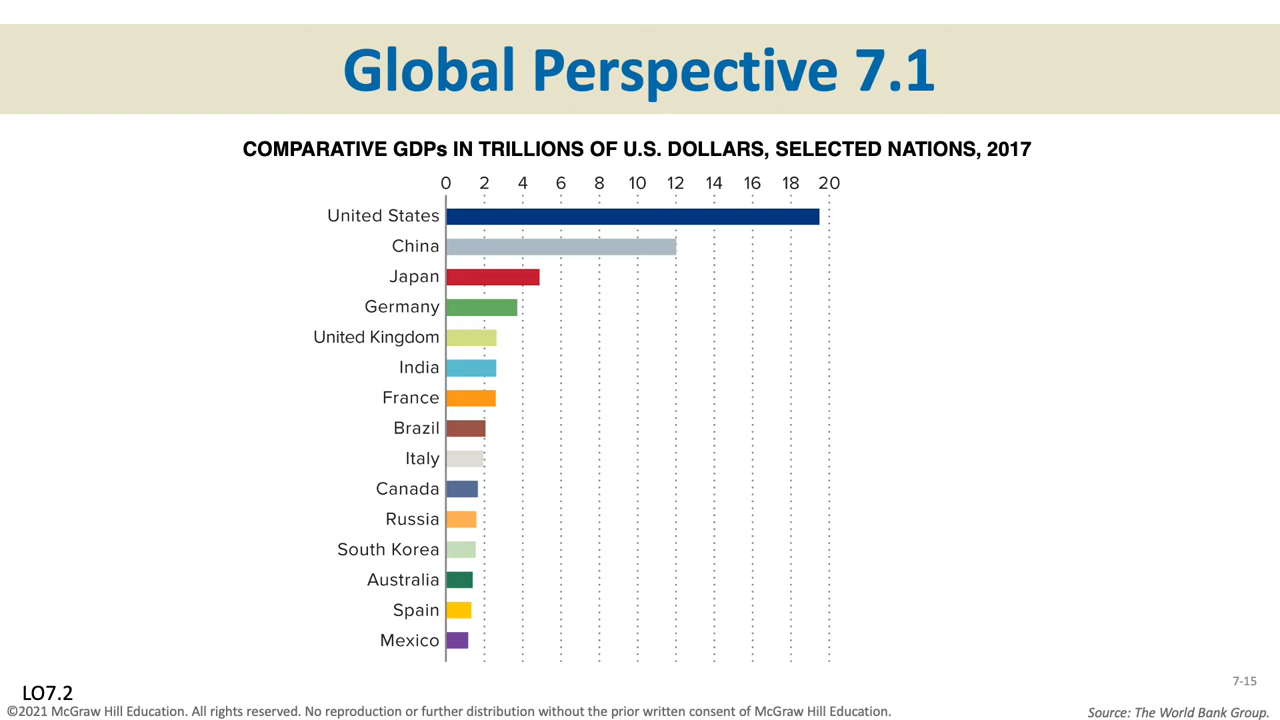 Global Perspective 7.1
COMPARATIVE GDPs IN TRILLIONS OF U.S. DOLLARS, SELECTED NATIONS, 2017
0 2 4 6 8 10 12 14 16 18 20
United States
China
Japan
Germany
United Kingdom
India
France
Brazil
Italy
Canada
Russia
South Korea
Australia
Spain
Mexico
7-15
LO7.2
©2021 McGraw Hill Education. All rights reserved. No reproduction or further distribution without the prior written consent of McGraw Hill Education.
Source: The World Bank Group.